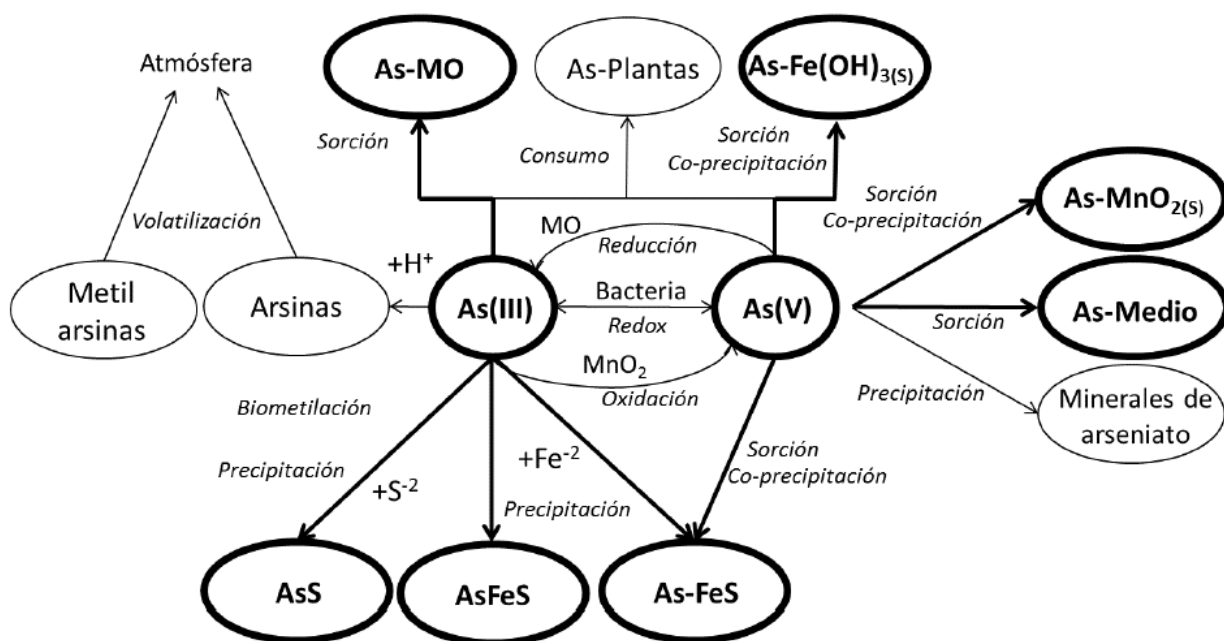 Atmósfera
As-MO
As-Plantas
As-Fe(OH)3(S)
Sorción
Consumo
Sorción
Co-precipitación
Sorción
Co-precipitación
As-MnO2(S)
Volatilización
MO
Reducción
+H+
Metil
arsinas
Arsinas
As(III)
Bacteria
Redox
As(V)
Sorción
As-Medio
MnO2
Oxidación
Biometilación
Precipitación
Minerales de
arseniato
Precipitación
+S-2
+Fe-2
Precipitación
Sorción
Co-precipitación
AsS
AsFeS
As-FeS